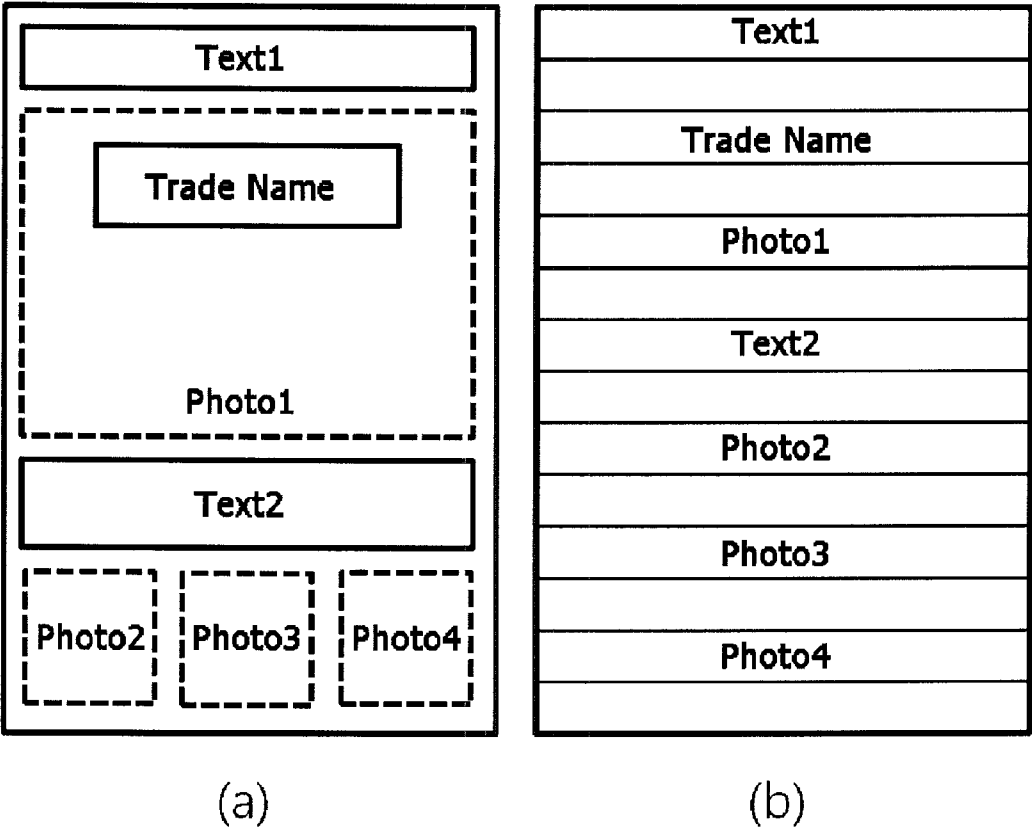 Text1
Trade Name
Photo1
Text2
Photo2 Photo3 Photo4
(a)
Text1
Trade Name
Photo1
Text2
Photo2
Photo3
Photo4
(b)